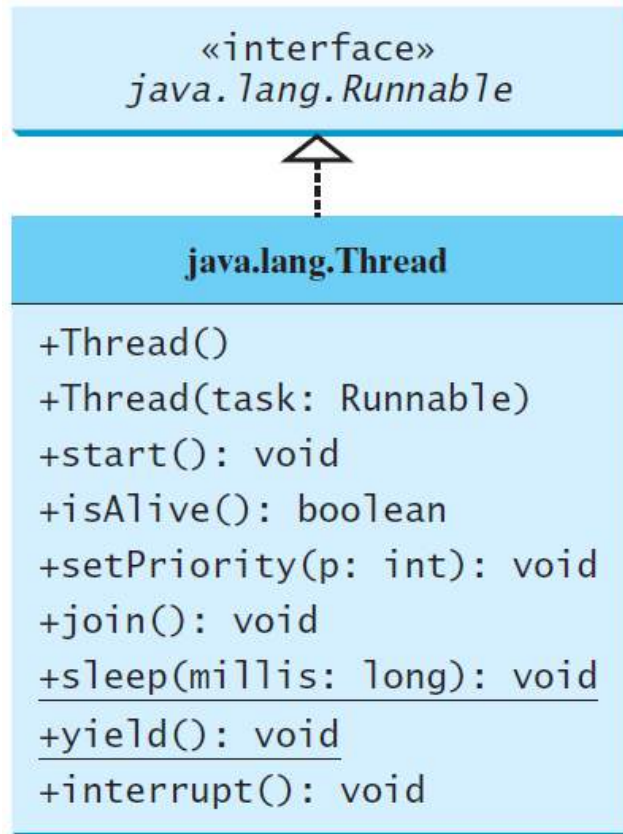 «interface»
java.lang.Runnable
java.lang.Thread
+Thread()
+Thread(task: Runnable)
+start(): void
+isAlive(): boolean
+setPriority(p: int): void
+join(): void
+sleep(millis: long): void
+yield(): void
+interrupt(): void